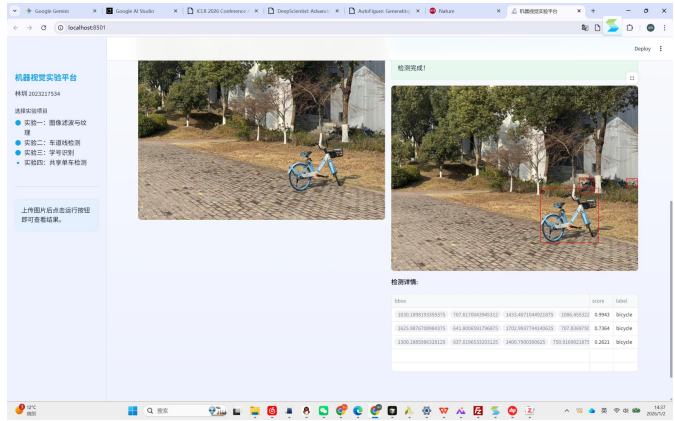 Google Gemini
Google AI Studio
ICLR 2026 Conference
DeepScientist: Advanc
AutoFigure: Generating
Nature
机器视觉实验平台
localhost:8501
Deploy
机器视觉实验平台
林圳 2023217534
选择实验项目
实验一：图像滤波与纹
理
实验二：车道线检测
实验三：学号识别
实验四：共享单车检测
上传图片后点击运行按钮
即可查看结果。
检测完成！
检测详情:
bbox score label
0.9943 bicycle
0.7364 bicycle
0.2621 bicycle
12°C
搜索
英
14:37
2026/1/2